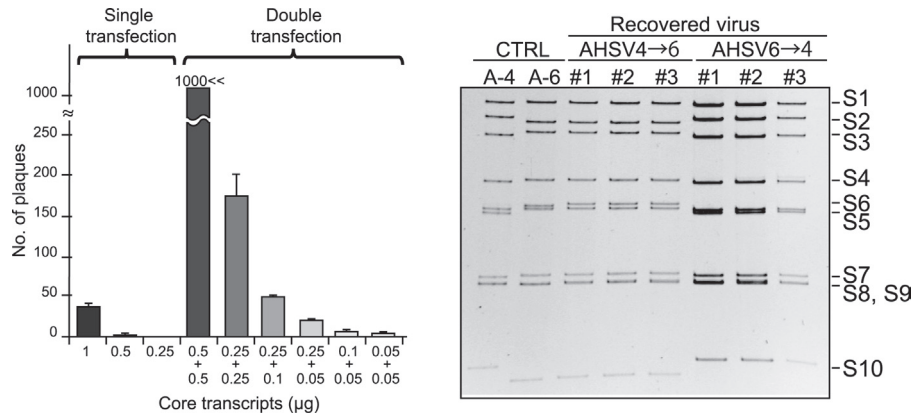 Single
transfection
Double
transfection
No. of plaques
1000
≈
250
200
150
100
50
0
1000<<
1 0.5 0.25 0.5 0.25 0.25 0.25 0.1 0.05
+ + + + + +
0.5 0.25 0.1 0.05 0.05 0.05
Core transcripts (µg)
Recovered virus
CTRL AHSV4→6 AHSV6→4
A-4 A-6 #1 #2 #3 #1 #2 #3
S1
S2
S3
S4
S6
S5
S7
S8, S9
S10